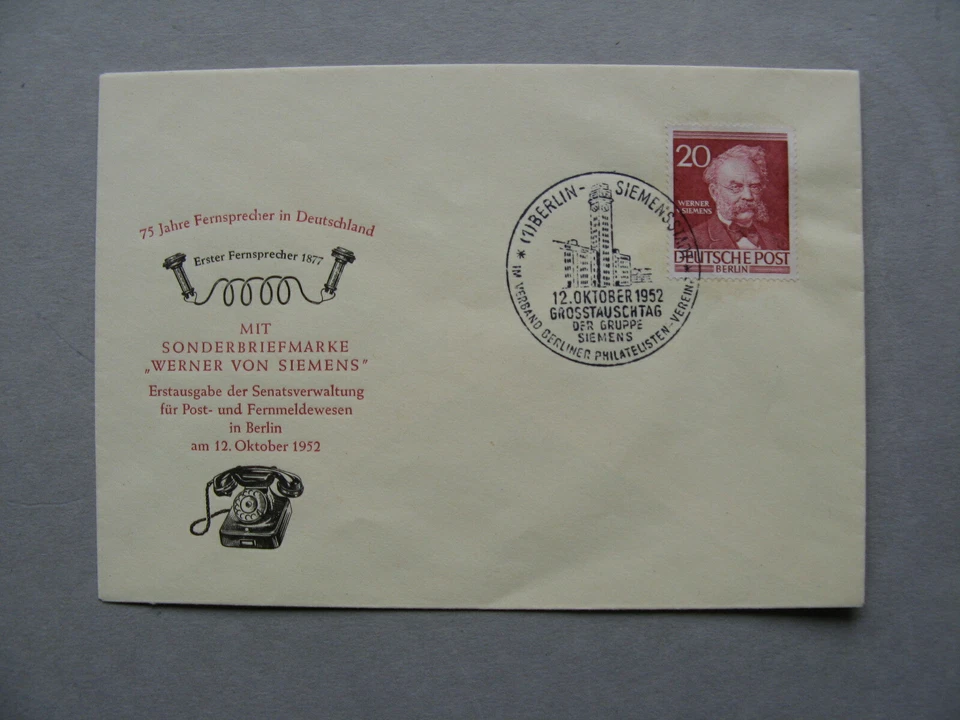 75 Jahre Fernsprecher in Deutschland
Erster Fernsprecher 1877
MIT
SONDERBRIEFMARKE
„WERNER VON SIEMENS"
Erstausgabe der Senatsverwaltung
für Post- und Fernmeldewesen
in Berlin
am 12. Oktober 1952
* (1) BERLIN-SIEMENSSTADT *
12. OKTOBER 1952
GROSSTAUSCHTAG
DER GRUPPE
SIEMENS
IM VERBAND BERLINER PHILATELISTEN-VEREINE
20
WERNER
v. SIEMENS
DEUTSCHE POST
BERLIN